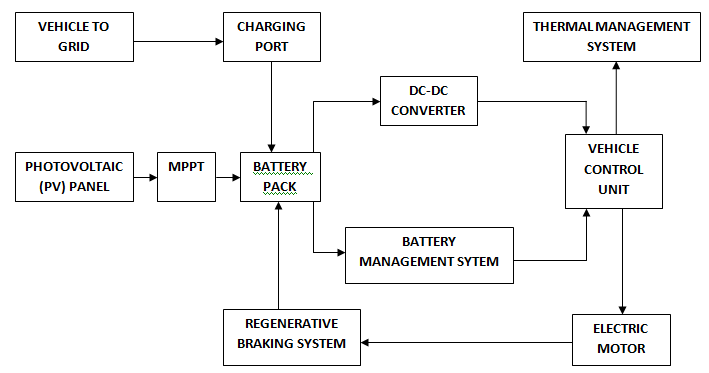 VEHICLE TO
GRID
CHARGING
PORT
THERMAL MANAGEMENT
SYSTEM
DC-DC
CONVERTER
PHOTOVOLTAIC
(PV) PANEL
MPPT
BATTERY
PACK
VEHICLE
CONTROL
UNIT
BATTERY
MANAGEMENT SYTEM
REGENERATIVE
BRAKING SYSTEM
ELECTRIC
MOTOR